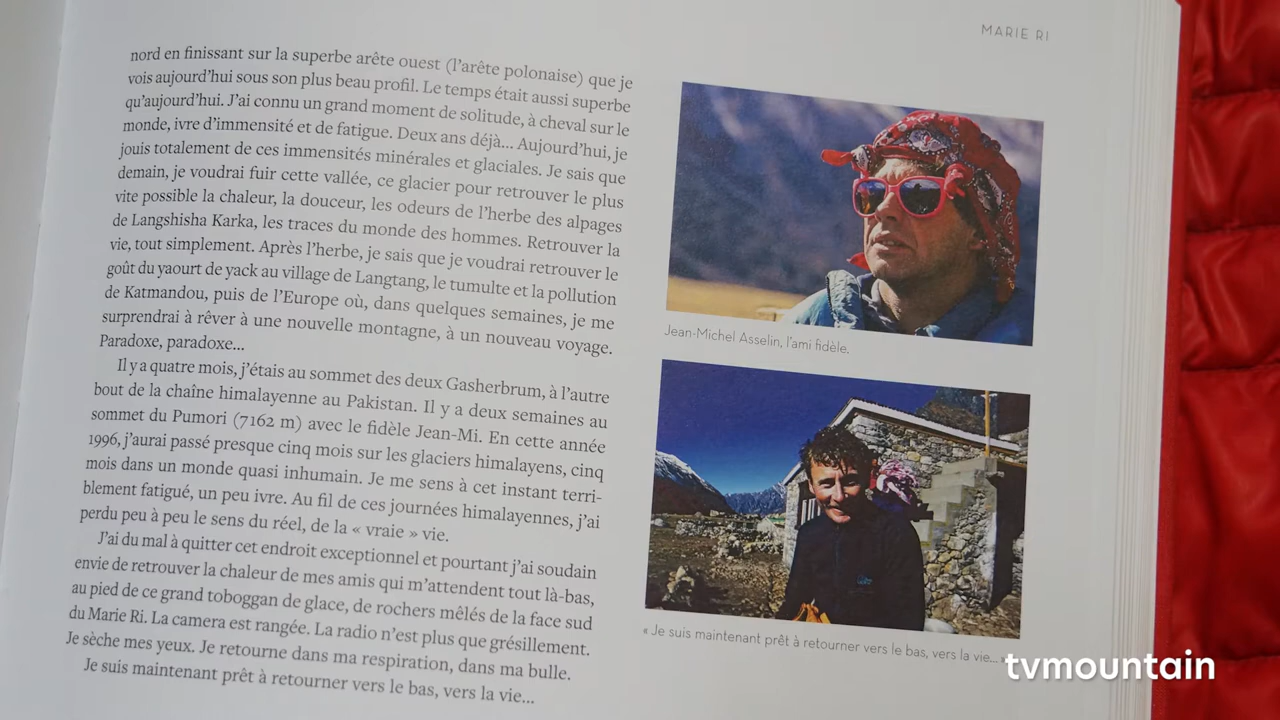 MARIE RI
nord en finissant sur la superbe arête ouest (l'arête polonaise) que je
vois aujourd'hui sous son plus beau profil. Le temps était aussi superbe
qu'aujourd'hui. J'ai connu un grand moment de solitude, à cheval sur le
monde, ivre d'immensité et de fatigue. Deux ans déjà... Aujourd'hui, je
jouis totalement de ces immensités minérales et glaciales. Je sais que
demain, je voudrai fuir cette vallée, ce glacier pour retrouver le plus
vite possible la chaleur, la douceur, les odeurs de l'herbe des alpages
de Langshisha Karka, les traces du monde des hommes. Retrouver la
vie, tout simplement. Après l'herbe, je sais que je voudrai retrouver le
goût du yaourt de yack au village de Langtang, le tumulte et la pollution
de Katmandou, puis de l'Europe où, dans quelques semaines, je me
surprendrai à rêver à une nouvelle montagne, à un nouveau voyage.
Paradoxe, paradoxe...
Il y a quatre mois, j'étais au sommet des deux Gasherbrum, à l'autre
bout de la chaîne himalayenne au Pakistan. Il y a deux semaines au
sommet du Pumori (7162 m) avec le fidèle Jean-Mi. En cette année
1996, j'aurai passé presque cinq mois sur les glaciers himalayens, cinq
mois dans un monde quasi inhumain. Je me sens à cet instant terri-
blement fatigué, un peu ivre. Au fil de ces journées himalayennes, j'ai
perdu peu à peu le sens du réel, de la « vraie » vie.
J'ai du mal à quitter cet endroit exceptionnel et pourtant j'ai soudain
envie de retrouver la chaleur de mes amis qui m'attendent tout là-bas,
au pied de ce grand toboggan de glace, de rochers mêlés de la face sud
du Marie Ri. La camera est rangée. La radio n'est plus que grésillement.
Je sèche mes yeux. Je retourne dans ma respiration, dans ma bulle.
Je suis maintenant prêt à retourner vers le bas, vers la vie...
Jean-Michel Asselin, l'ami fidèle.
« Je suis maintenant prêt à retourner vers le bas, vers la vie...
tvmountain